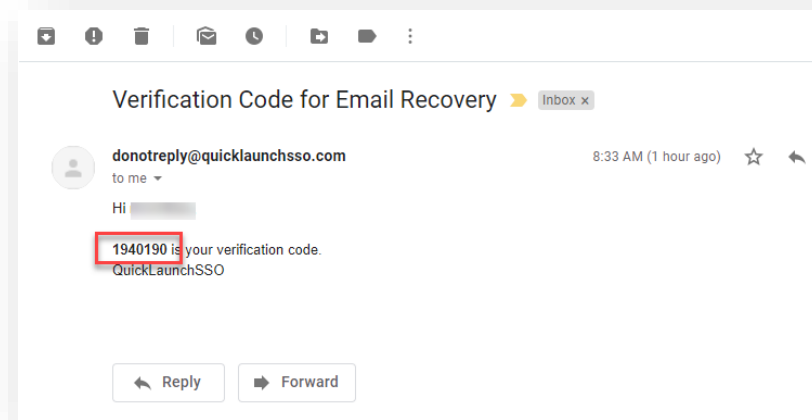 Verification Code for Email Recovery Inbox x
donotreply@quicklaunchsso.com 8:33 AM (1 hour ago)
to me
Hi
1940190 is your verification code.
QuickLaunchSSO
Reply Forward